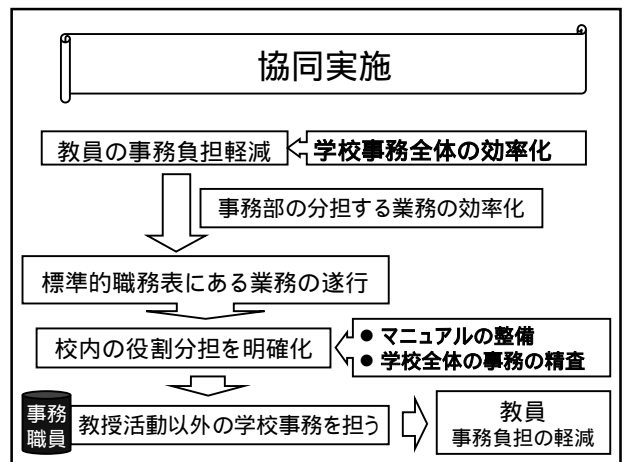 協同実施
教員の事務負担軽減
学校事務全体の効率化
事務部の分担する業務の効率化
標準的職務表にある業務の遂行
校内の役割分担を明確化
● マニュアルの整備
● 学校全体の事務の精査
事務
職員
教授活動以外の学校事務を担う
教員
事務負担の軽減